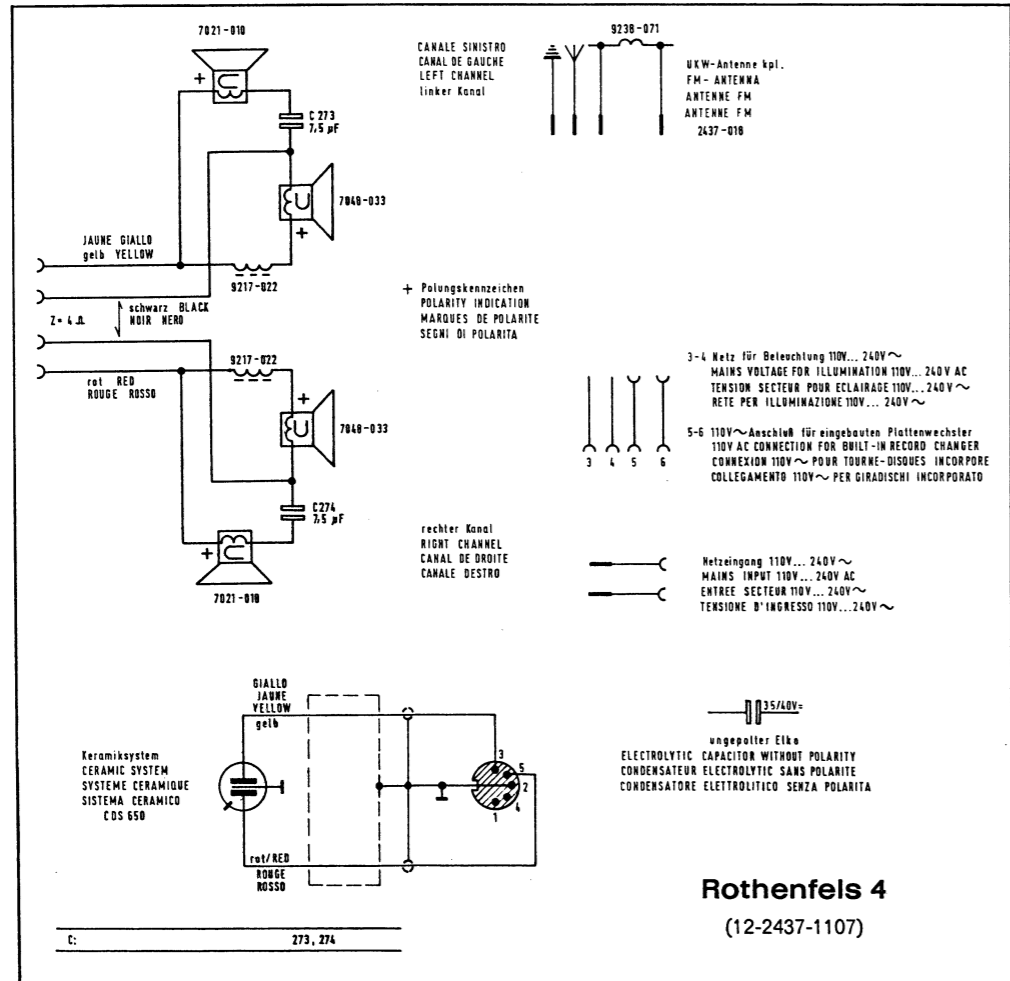 7021-010
+
C 273
7,5 µF
7048-033
+
JAUNE GIALLO
gelb YELLOW
9217-022
schwarz BLACK
NOIR NERO
Z = 4 Ω
9217-022
rot RED
ROUGE ROSSO
+
7048-033
C274
7,5 µF
+
7021-010
CANALE SINISTRO
CANAL DE GAUCHE
LEFT CHANNEL
linker Kanal
9238-071
UKW-Antenne kpl.
FM- ANTENNA
ANTENNE FM
ANTENNE FM
2437-018
+ Polungskennzeichen
POLARITY INDICATION
MARQUES DE POLARITE
SEGNI DI POLARITA
3 4 5 6
3-4 Netz für Beleuchtung 110V... 240V~
MAINS VOLTAGE FOR ILLUMINATION 110V... 240V AC
TENSION SECTEUR POUR ECLAIRAGE 110V... 240V~
RETE PER ILLUMINAZIONE 110V... 240V~
5-6 110V~Anschluß für eingebauten Plattenwechster
110V AC CONNECTION FOR BUILT-IN RECORD CHANGER
CONNEXION 110V~ POUR TOURNE-DISQUES INCORPORE
COLLEGAMENTO 110V~ PER GIRADISCHI INCORPORATO
rechter Kanal
RIGHT CHANNEL
CANAL DE DROITE
CANALE DESTRO
Netzeingang 110V... 240V~
MAINS INPUT 110V... 240V AC
ENTREE SECTEUR 110V... 240V~
TENSIONE D'INGRESSO 110V...240V~
GIALLO
JAUNE
YELLOW
gelb
Keramiksystem
CERAMIC SYSTEM
SYSTEME CERAMIQUE
SISTEMA CERAMICO
CDS 650
rot/RED
ROUGE
ROSSO
3
5
2
4
1
35/40V=
ungepolter Elko
ELECTROLYTIC CAPACITOR WITHOUT POLARITY
CONDENSATEUR ELECTROLYTIC SANS POLARITE
CONDENSATORE ELETTROLITICO SENZA POLARITA
Rothenfels 4
(12-2437-1107)
C: 273, 274